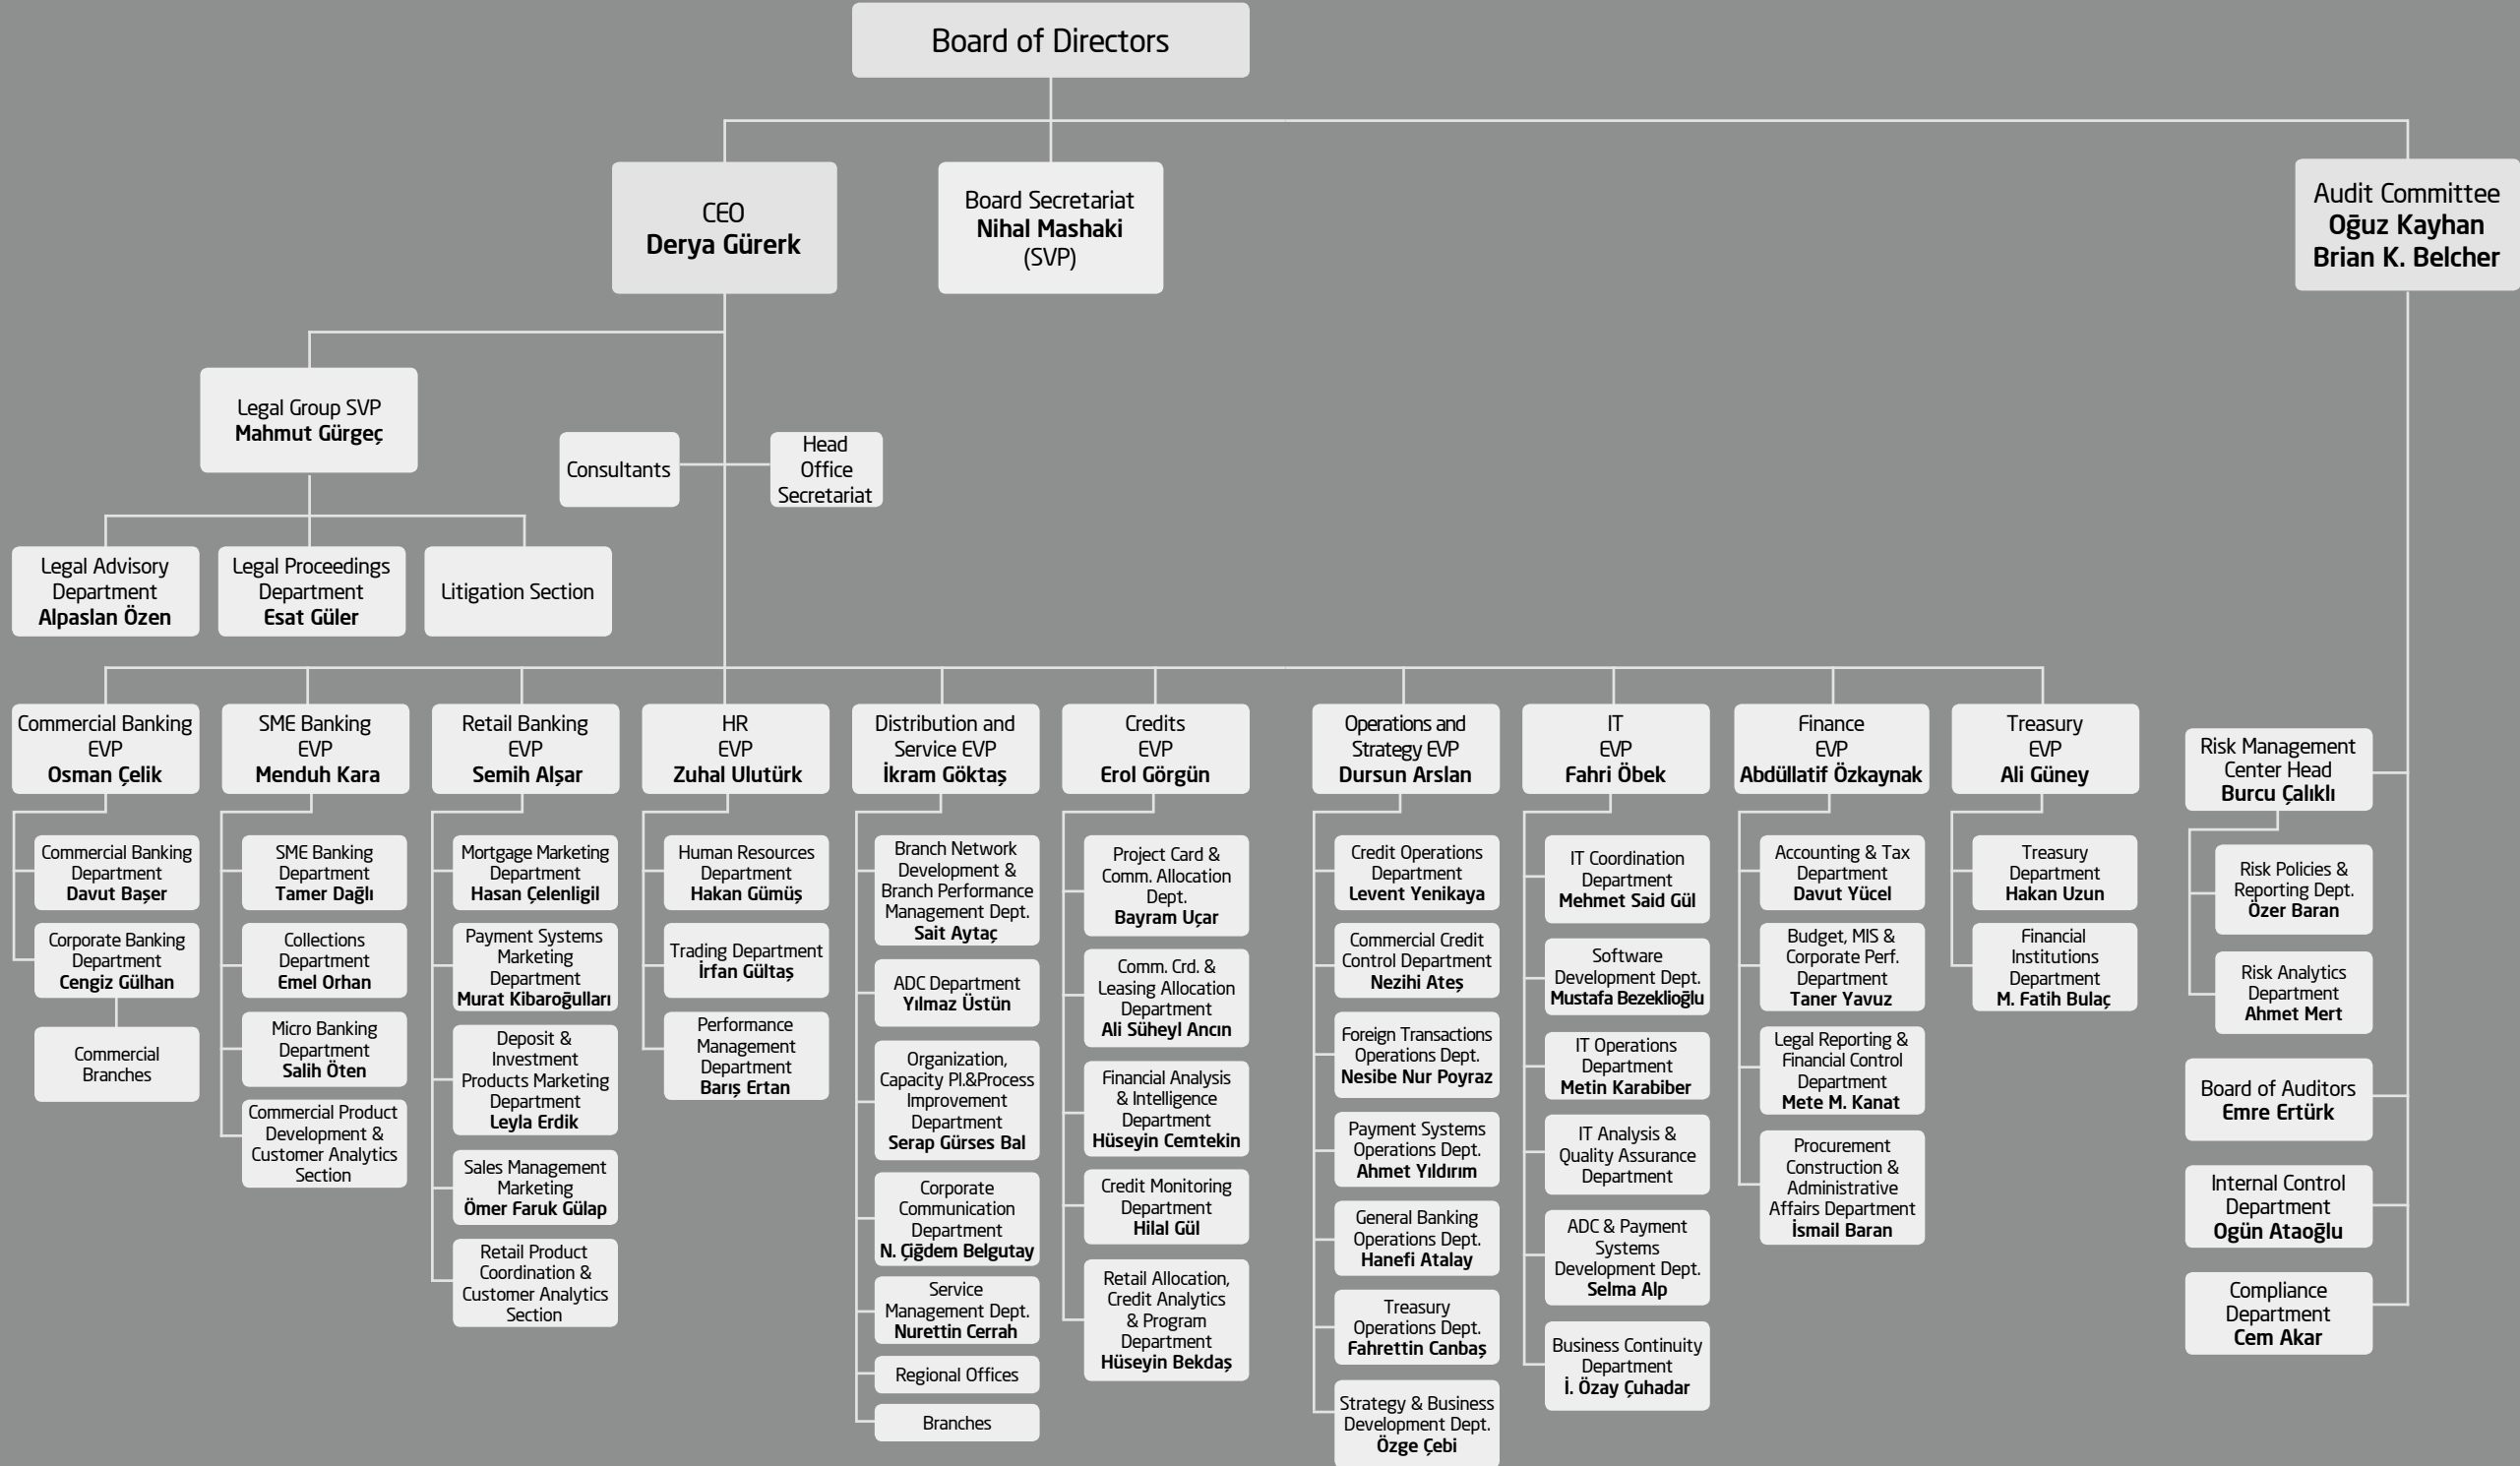 Board of Directors
CEO
Derya Gürerk
Board Secretariat
Nihal Mashaki
(SVP)
Audit Committee
Oğuz Kayhan
Brian K. Belcher
Legal Group SVP
Mahmut Gürgeç
Consultants
Head
Office
Secretariat
Legal Advisory
Department
Alpaslan Özen
Legal Proceedings
Department
Esat Güler
Litigation Section
Commercial Banking
EVP
Osman Çelik
Commercial Banking
Department
Davut Başer
Corporate Banking
Department
Cengiz Gülhan
Commercial
Branches
SME Banking
EVP
Menduh Kara
SME Banking
Department
Tamer Dağlı
Collections
Department
Emel Orhan
Micro Banking
Department
Salih Öten
Commercial Product
Development &
Customer Analytics
Section
Retail Banking
EVP
Semih Alşar
Mortgage Marketing
Department
Hasan Çelenligil
Payment Systems
Marketing
Department
Murat Kibaroğulları
Deposit &
Investment
Products Marketing
Department
Leyla Erdik
Sales Management
Marketing
Ömer Faruk Gülap
Retail Product
Coordination &
Customer Analytics
Section
HR
EVP
Zuhal Ulutürk
Human Resources
Department
Hakan Gümüş
Trading Department
İrfan Gültaş
Performance
Management
Department
Barış Ertan
Distribution and
Service EVP
İkram Göktaş
Branch Network
Development &
Branch Performance
Management Dept.
Sait Aytaç
ADC Department
Yılmaz Üstün
Organization,
Capacity Pl.&Process
Improvement
Department
Serap Gürses Bal
Corporate
Communication
Department
N. Çiğdem Belgutay
Service
Management Dept.
Nurettin Cerrah
Regional Offices
Branches
Credits
EVP
Erol Görgün
Project Card &
Comm. Allocation
Dept.
Bayram Uçar
Comm. Crd. &
Leasing Allocation
Department
Ali Süheyl Ancın
Financial Analysis
& Intelligence
Department
Hüseyin Cemtekin
Credit Monitoring
Department
Hilal Gül
Retail Allocation,
Credit Analytics
& Program
Department
Hüseyin Bekdaş
Operations and
Strategy EVP
Dursun Arslan
Credit Operations
Department
Levent Yenikaya
Commercial Credit
Control Department
Nezihi Ateş
Foreign Transactions
Operations Dept.
Nesibe Nur Poyraz
Payment Systems
Operations Dept.
Ahmet Yıldırım
General Banking
Operations Dept.
Hanefi Atalay
Treasury
Operations Dept.
Fahrettin Canbaş
Strategy & Business
Development Dept.
Özge Çebi
IT
EVP
Fahri Öbek
IT Coordination
Department
Mehmet Said Gül
Software
Development Dept.
Mustafa Bezeklioğlu
IT Operations
Department
Metin Karabiber
IT Analysis &
Quality Assurance
Department
ADC & Payment
Systems
Development Dept.
Selma Alp
Business Continuity
Department
İ. Özay Çuhadar
Finance
EVP
Abdüllatif Özkaynak
Accounting & Tax
Department
Davut Yücel
Budget, MIS &
Corporate Perf.
Department
Taner Yavuz
Legal Reporting &
Financial Control
Department
Mete M. Kanat
Procurement
Construction &
Administrative
Affairs Department
İsmail Baran
Treasury
EVP
Ali Güney
Treasury
Department
Hakan Uzun
Financial
Institutions
Department
M. Fatih Bulaç
Risk Management
Center Head
Burcu Çalıklı
Risk Policies &
Reporting Dept.
Özer Baran
Risk Analytics
Department
Ahmet Mert
Board of Auditors
Emre Ertürk
Internal Control
Department
Ogün Ataoğlu
Compliance
Department
Cem Akar